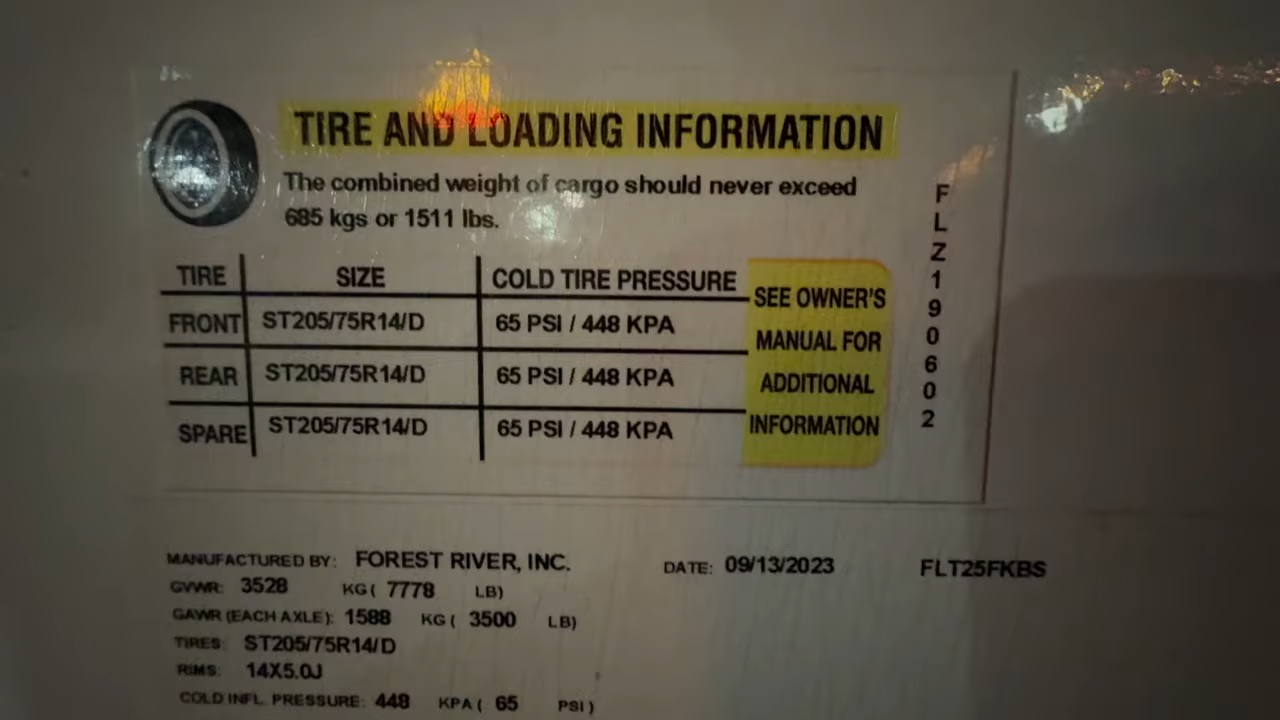 TIRE AND LOADING INFORMATION
The combined weight of cargo should never exceed
685 kgs or 1511 lbs.
TIRE SIZE COLD TIRE PRESSURE
FRONT ST205/75R14/D 65 PSI / 448 KPA
REAR ST205/75R14/D 65 PSI / 448 KPA
SPARE ST205/75R14/D 65 PSI / 448 KPA
SEE OWNER'S
MANUAL FOR
ADDITIONAL
INFORMATION
FLZ190602
MANUFACTURED BY: FOREST RIVER, INC. DATE: 09/13/2023 FLT25FKBS
GVWR: 3528 KG ( 7778 LB)
GAWR (EACH AXLE): 1588 KG ( 3500 LB)
TIRES: ST205/75R14/D
RIMS: 14X5.0J
COLD INFL. PRESSURE: 448 KPA ( 65 PSI )